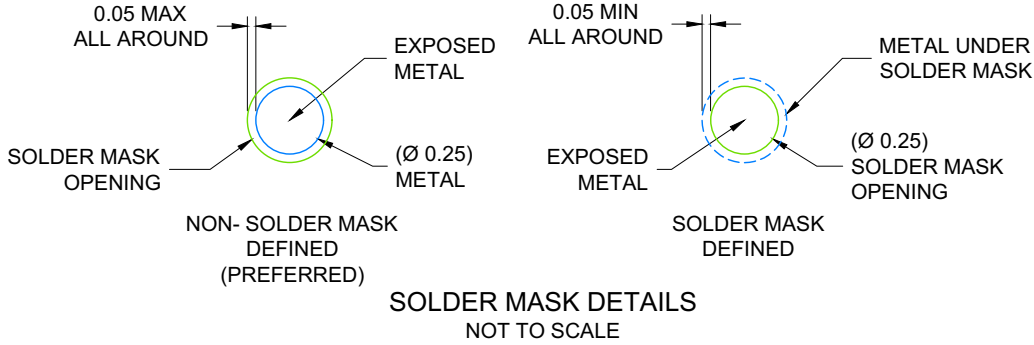 0.05 MAX
ALL AROUND
EXPOSED
METAL
SOLDER MASK
OPENING
(Ø 0.25)
METAL
NON- SOLDER MASK
DEFINED
(PREFERRED)
0.05 MIN
ALL AROUND
METAL UNDER
SOLDER MASK
EXPOSED
METAL
(Ø 0.25)
SOLDER MASK
OPENING
SOLDER MASK
DEFINED
SOLDER MASK DETAILS
NOT TO SCALE